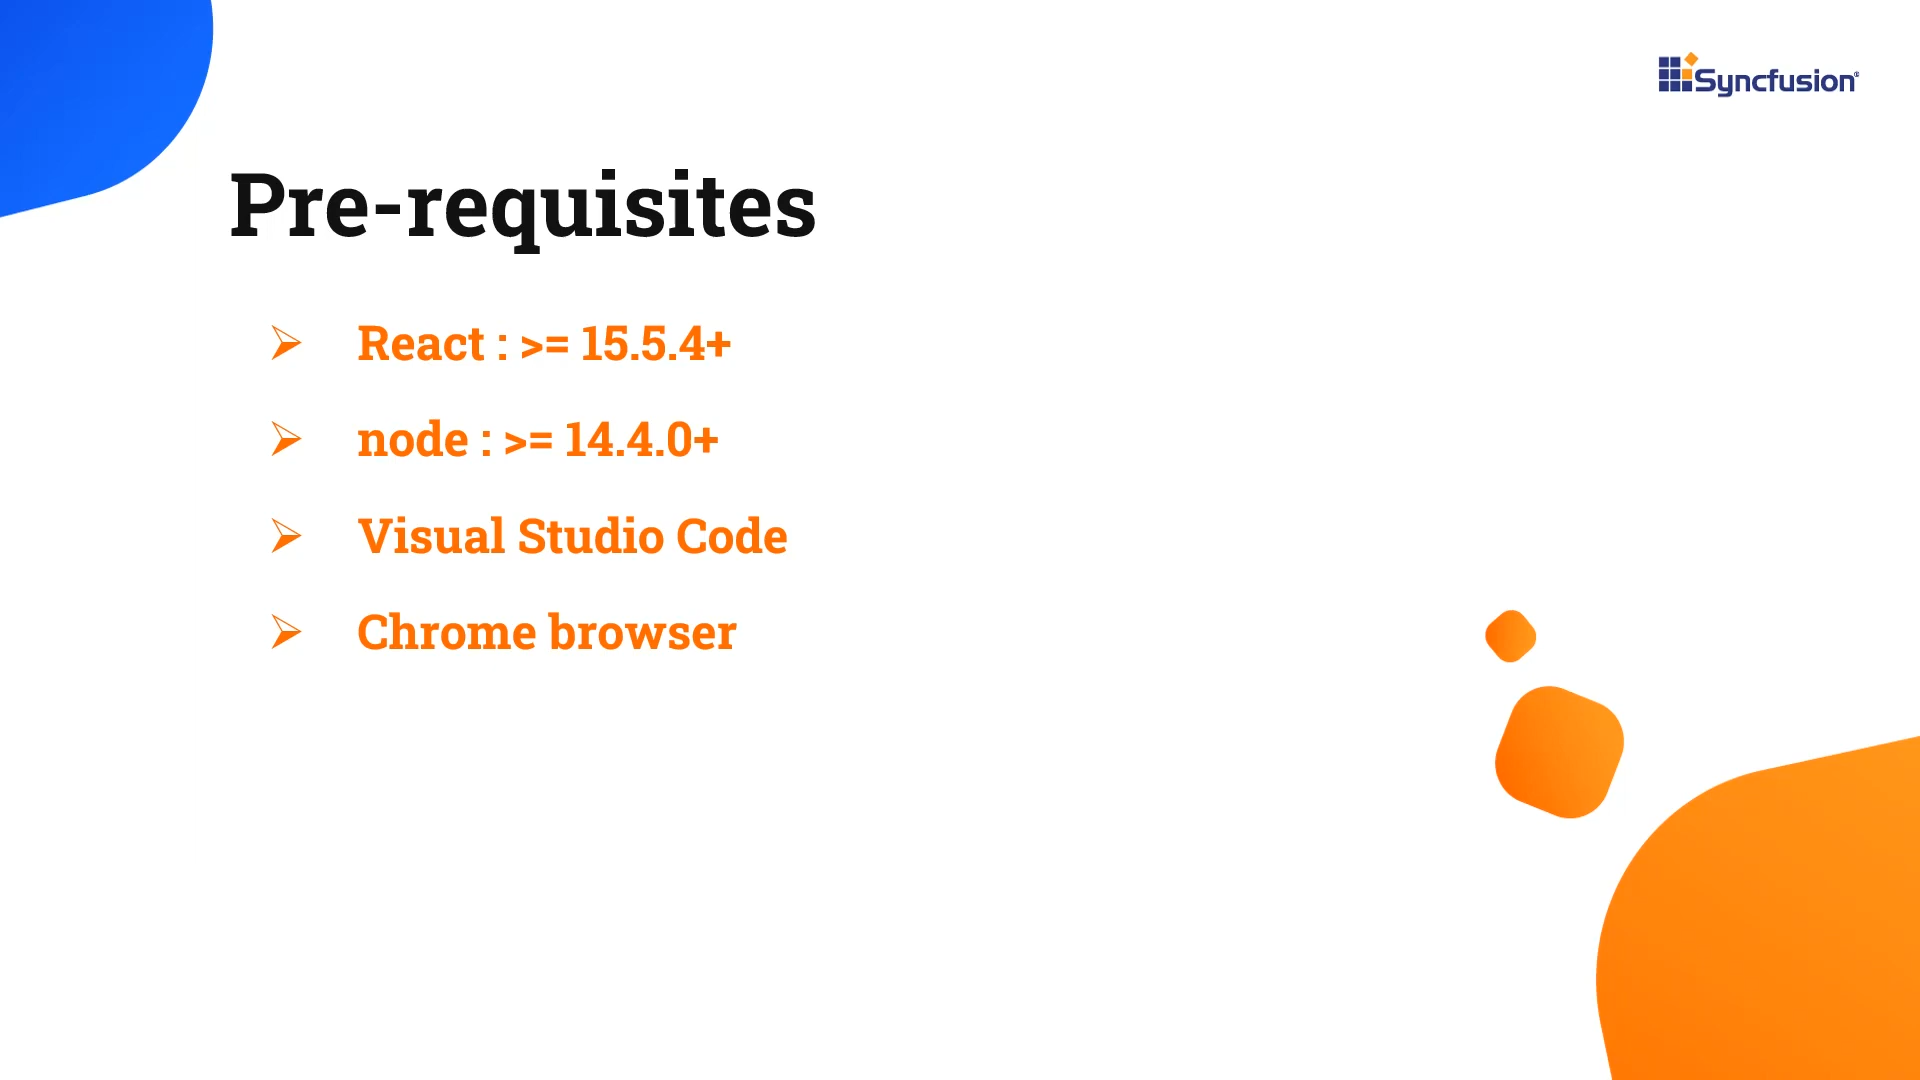 Syncfusion
Pre-requisites
➢ React : >= 15.5.4+
➢ node : >= 14.4.0+
➢ Visual Studio Code
➢ Chrome browser